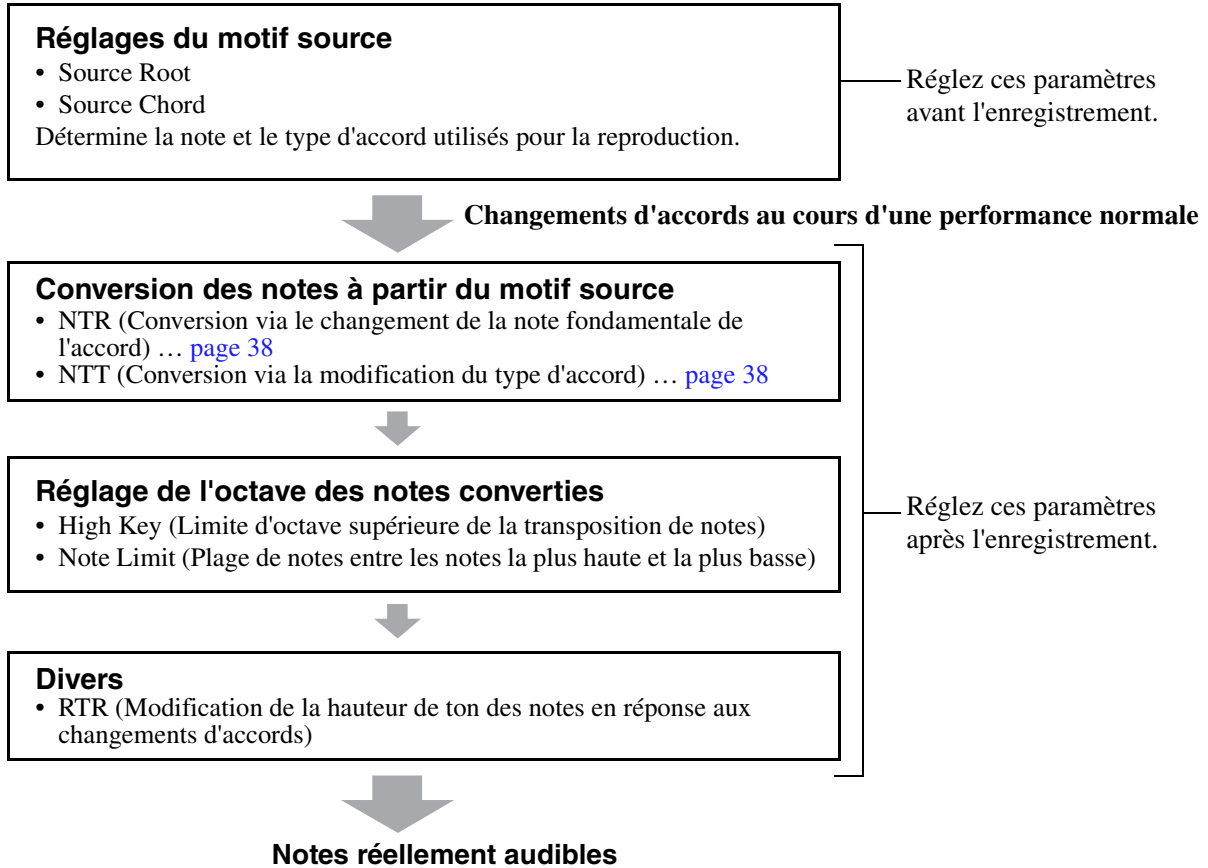 Réglages du motif source
• Source Root
• Source Chord
Détermine la note et le type d'accord utilisés pour la reproduction.
Réglez ces paramètres
avant l'enregistrement.
Changements d'accords au cours d'une performance normale
Conversion des notes à partir du motif source
• NTR (Conversion via le changement de la note fondamentale de
l'accord) … page 38
• NTT (Conversion via la modification du type d'accord) … page 38
Réglage de l'octave des notes converties
• High Key (Limite d'octave supérieure de la transposition de notes)
• Note Limit (Plage de notes entre les notes la plus haute et la plus basse)
Réglez ces paramètres
après l'enregistrement.
Divers
• RTR (Modification de la hauteur de ton des notes en réponse aux
changements d'accords)
Notes réellement audibles